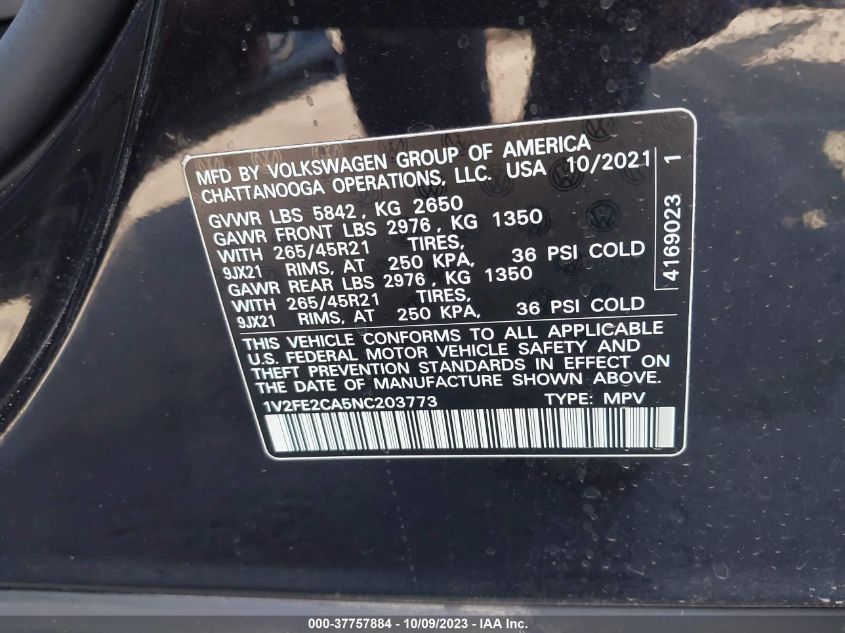 MFD BY VOLKSWAGEN GROUP OF AMERICA
CHATTANOOGA OPERATIONS, LLC. USA 10/2021
GVWR LBS 5842, KG 2650
GAWR FRONT LBS 2976, KG 1350
WITH 265/45R21 TIRES,
9JX21 RIMS, AT 250 KPA, 36 PSI COLD
GAWR REAR LBS 2976, KG 1350
WITH 265/45R21 TIRES,
9JX21 RIMS, AT 250 KPA, 36 PSI COLD
THIS VEHICLE CONFORMS TO ALL APPLICABLE
U.S. FEDERAL MOTOR VEHICLE SAFETY AND
THEFT PREVENTION STANDARDS IN EFFECT ON
THE DATE OF MANUFACTURE SHOWN ABOVE.
1V2FE2CA5NC203773 TYPE: MPV
4169023 1
000-37757884 - 10/09/2023 - IAA Inc.